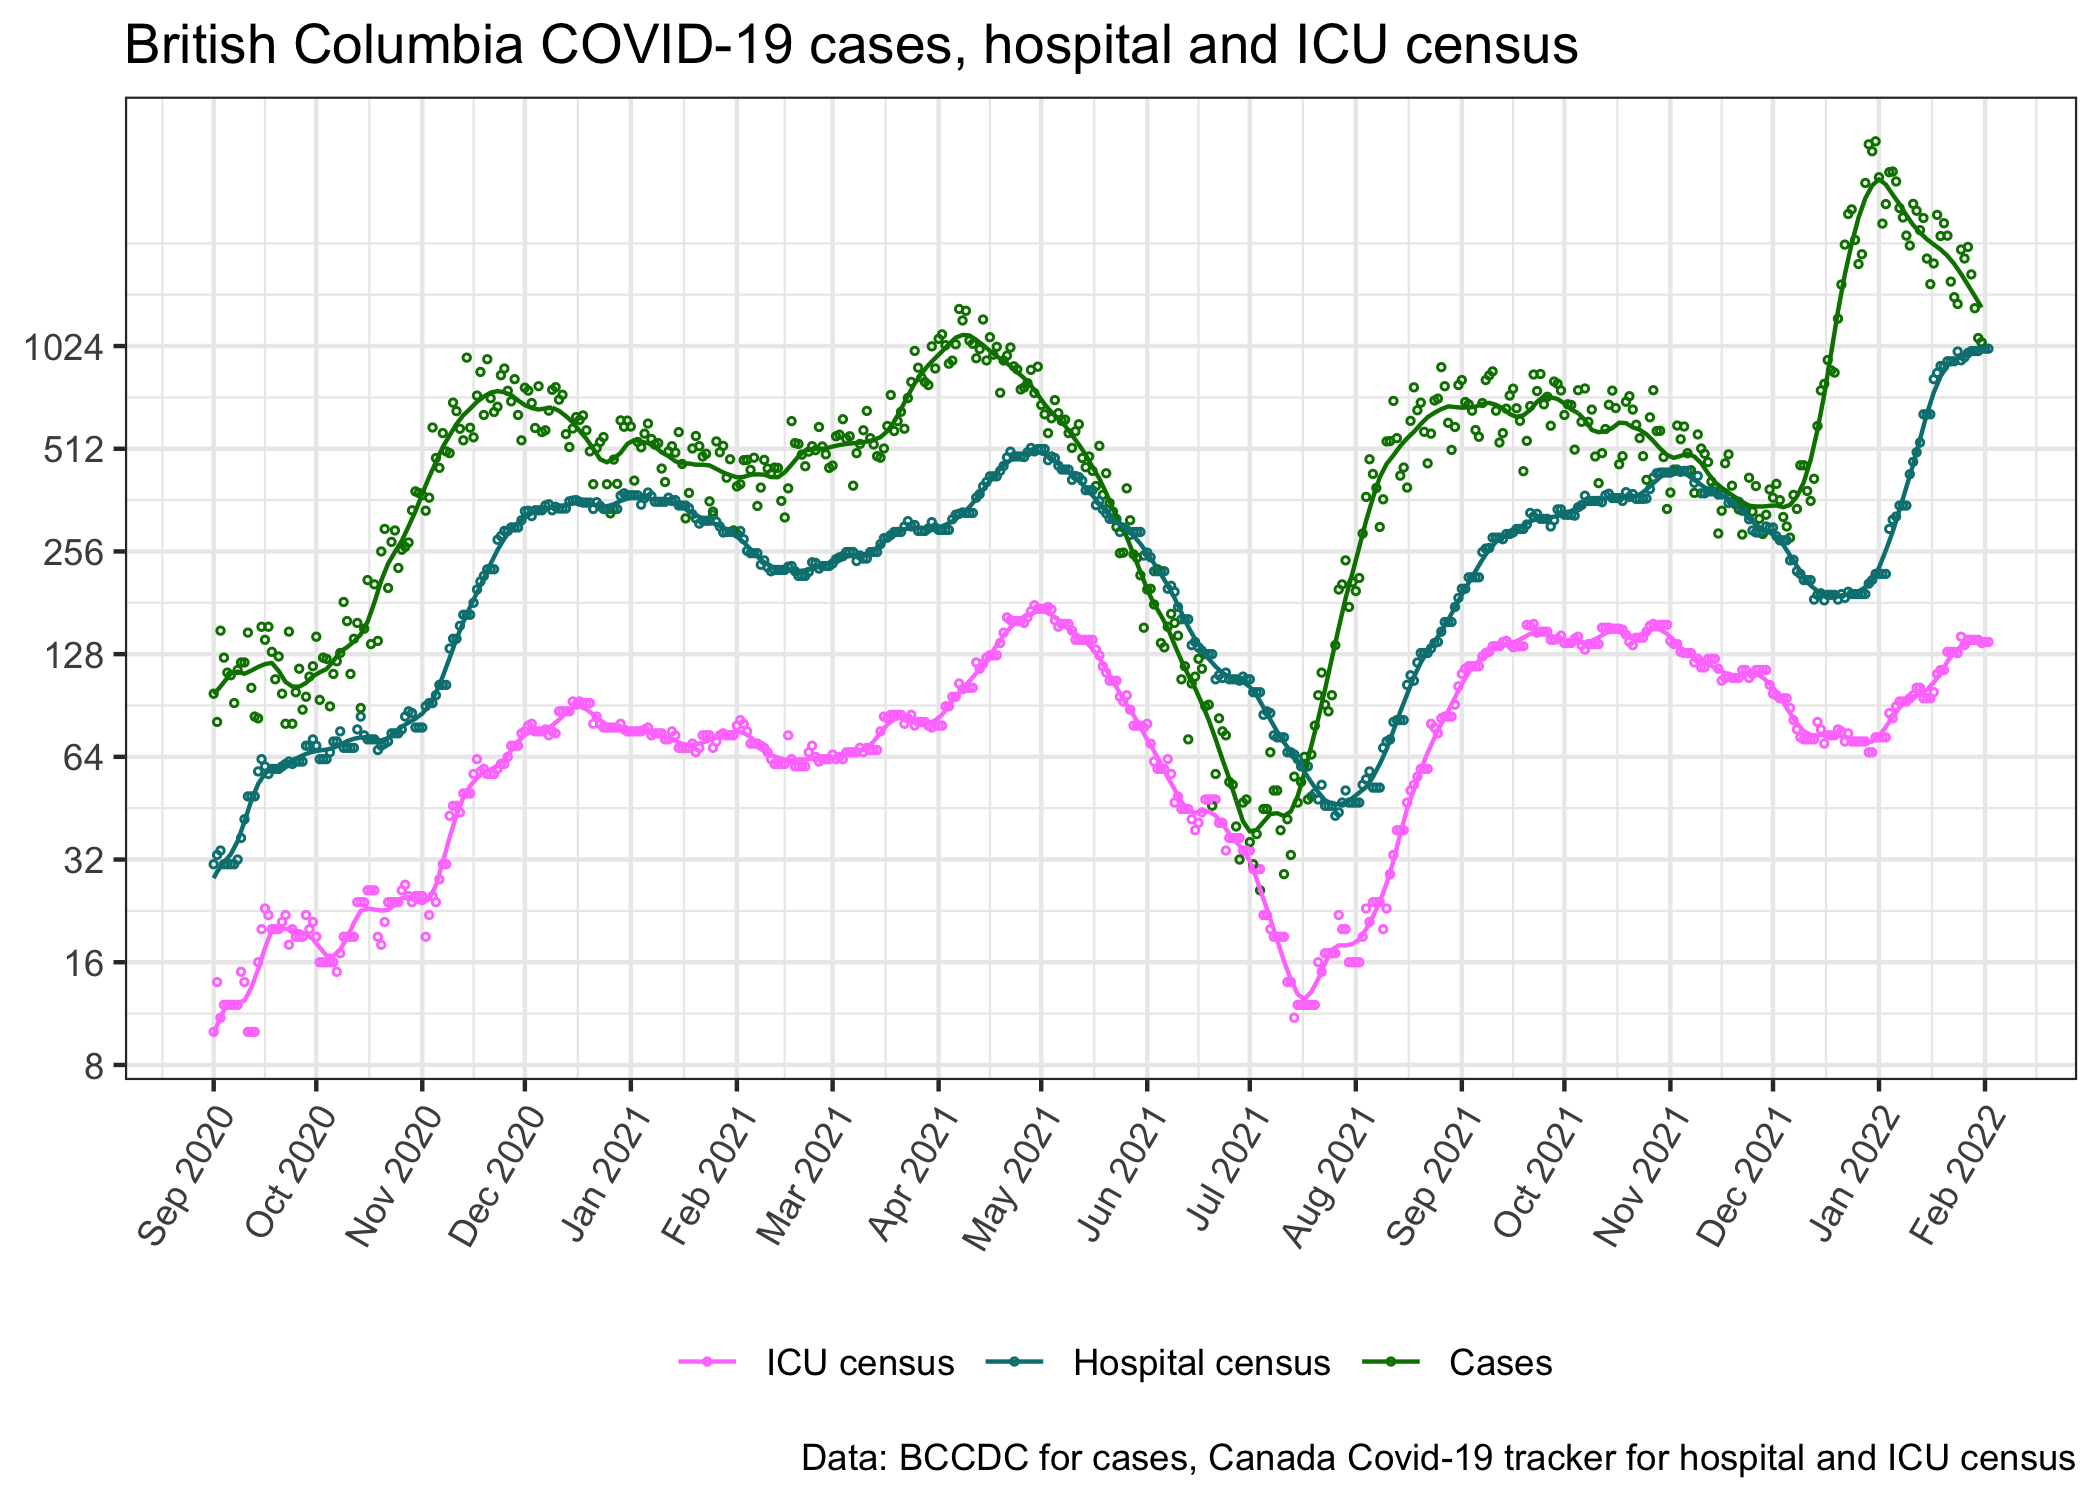 British Columbia COVID-19 cases, hospital and ICU census
1024
512
256
128
64
32
16
8
Sep 2020
Oct 2020
Nov 2020
Dec 2020
Jan 2021
Feb 2021
Mar 2021
Apr 2021
May 2021
Jun 2021
Jul 2021
Aug 2021
Sep 2021
Oct 2021
Nov 2021
Dec 2021
Jan 2022
Feb 2022
ICU census Hospital census Cases
Data: BCCDC for cases, Canada Covid-19 tracker for hospital and ICU census